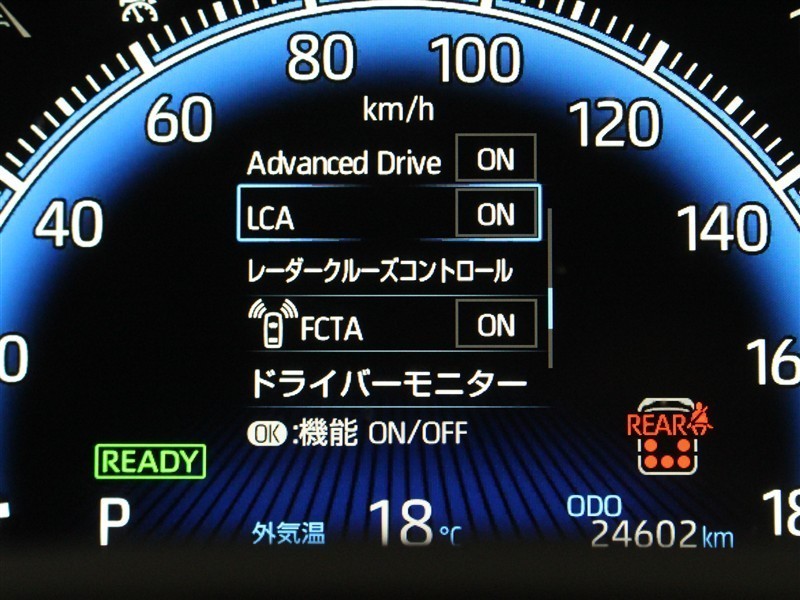 80 100
60 km/h 120
Advanced Drive ON
40 LCA ON 140
レーダークルーズコントロール
FCTA ON
ドライバーモニター
REAR
OK:機能 ON/OFF
READY
P 外気温 18℃ ODO 24602km